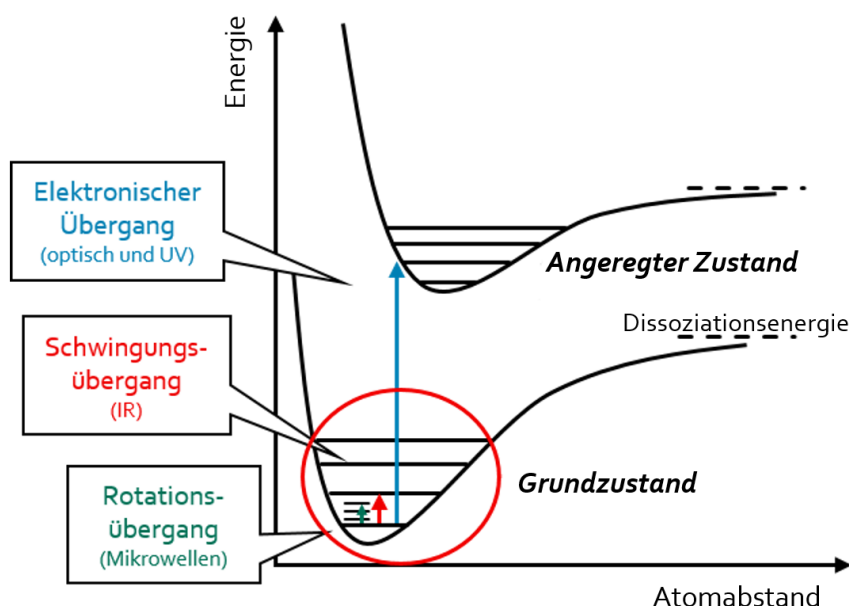 Energie
Elektronischer
Übergang
(optisch und UV)
Angeregter Zustand
Dissoziationsenergie
Schwingungs-
übergang
(IR)
Grundzustand
Rotations-
übergang
(Mikrowellen)
Atomabstand